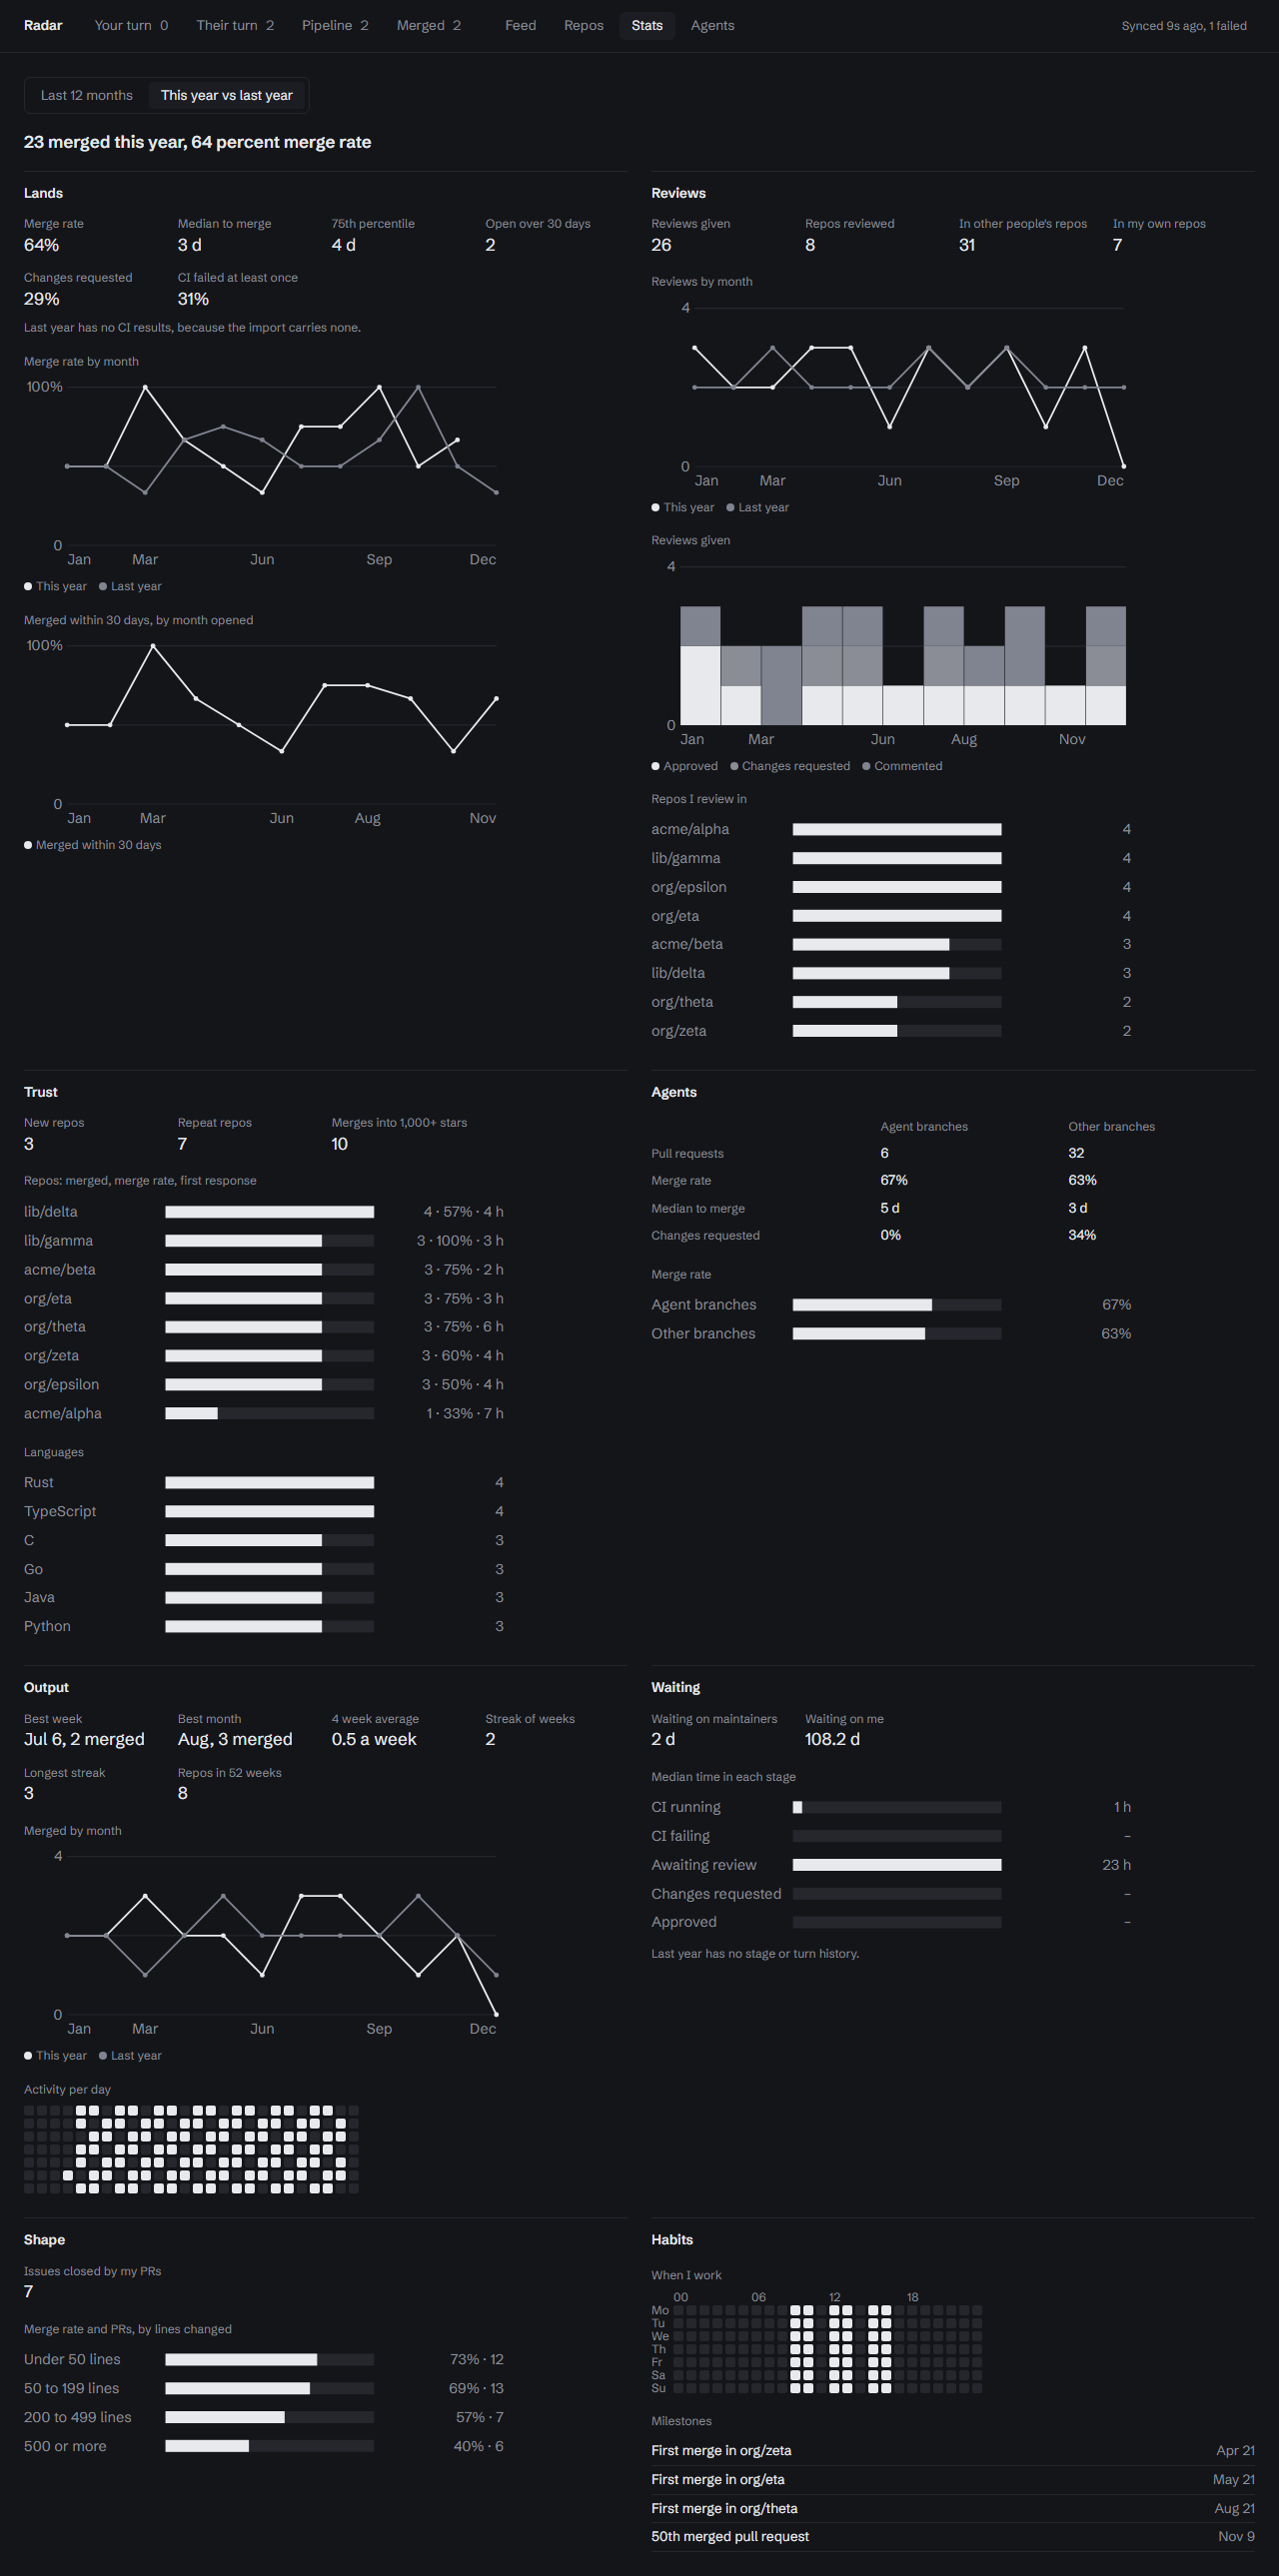 Radar Your turn 0 Their turn 2 Pipeline 2 Merged 2 Feed Repos Stats Agents Synced 9s ago, 1 failed
Last 12 months This year vs last year
23 merged this year, 64 percent merge rate
Lands
Merge rate Median to merge 75th percentile Open over 30 days
64% 3 d 4 d 2
Changes requested CI failed at least once
29% 31%
Last year has no CI results, because the import carries none.
Merge rate by month
100%
0
Jan Mar Jun Sep Dec
This year Last year
Merged within 30 days, by month opened
100%
0
Jan Mar Jun Aug Nov
Merged within 30 days
Reviews
Reviews given Repos reviewed In other people's repos In my own repos
26 8 31 7
Reviews by month
4
0
Jan Mar Jun Sep Dec
This year Last year
Reviews given
4
0
Jan Mar Jun Aug Nov
Approved Changes requested Commented
Repos I review in
acme/alpha 4
lib/gamma 4
org/epsilon 4
org/eta 4
acme/beta 3
lib/delta 3
org/theta 2
org/zeta 2
Trust
New repos Repeat repos Merges into 1,000+ stars
3 7 10
Repos: merged, merge rate, first response
lib/delta 4 · 57% · 4 h
lib/gamma 3 · 100% · 3 h
acme/beta 3 · 75% · 2 h
org/eta 3 · 75% · 3 h
org/theta 3 · 75% · 6 h
org/zeta 3 · 60% · 4 h
org/epsilon 3 · 50% · 4 h
acme/alpha 1 · 33% · 7 h
Languages
Rust 4
TypeScript 4
C 3
Go 3
Java 3
Python 3
Agents
Agent branches Other branches
Pull requests 6 32
Merge rate 67% 63%
Median to merge 5 d 3 d
Changes requested 0% 34%
Merge rate
Agent branches 67%
Other branches 63%
Output
Best week Best month 4 week average Streak of weeks
Jul 6, 2 merged Aug, 3 merged 0.5 a week 2
Longest streak Repos in 52 weeks
3 8
Merged by month
4
0
Jan Mar Jun Sep Dec
This year Last year
Activity per day
Waiting
Waiting on maintainers Waiting on me
2 d 108.2 d
Median time in each stage
CI running 1 h
CI failing –
Awaiting review 23 h
Changes requested –
Approved –
Last year has no stage or turn history.
Shape
Issues closed by my PRs
7
Merge rate and PRs, by lines changed
Under 50 lines 73% · 12
50 to 199 lines 69% · 13
200 to 499 lines 57% · 7
500 or more 40% · 6
Habits
When I work
00 06 12 18
Mo
Tu
We
Th
Fr
Sa
Su
Milestones
First merge in org/zeta Apr 21
First merge in org/eta May 21
First merge in org/theta Aug 21
50th merged pull request Nov 9